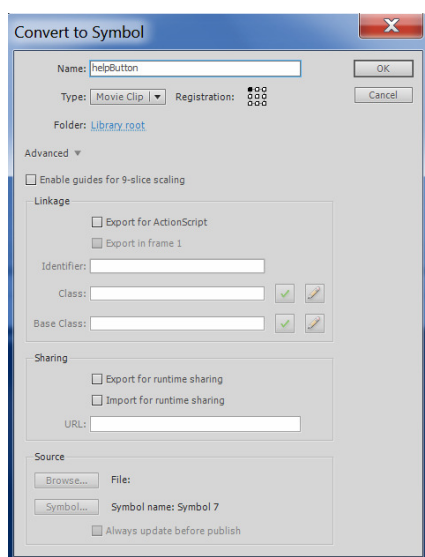 Convert to Symbol
Name: helpButton
OK
Type: Movie Clip Registration:
Cancel
Folder: Library root
Advanced
Enable guides for 9-slice scaling
Linkage
Export for ActionScript
Export in frame 1
Identifier:
Class:
Base Class:
Sharing
Export for runtime sharing
Import for runtime sharing
URL:
Source
Browse... File:
Symbol... Symbol name: Symbol 7
Always update before publish